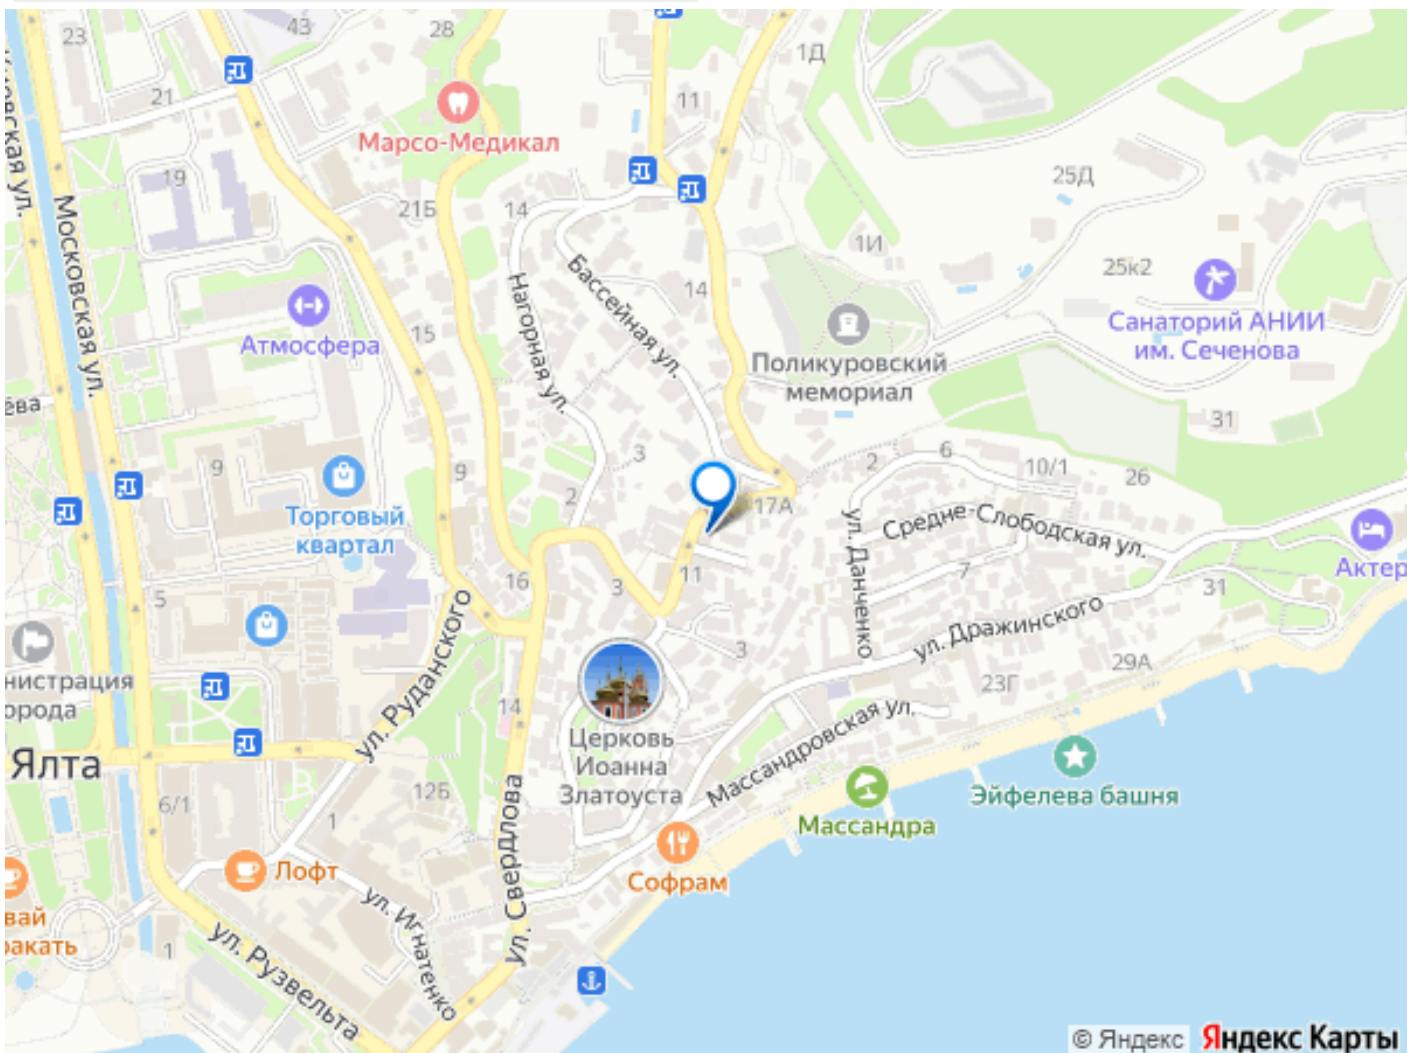 23
43
28
1Д
11
21
Марсо-Медикал
19
21Б
14
25Д
1И
25к2
Московская ул.
Нагорная ул.
Бассейная ул.
14
15
Атмосфера
Поликуровский
мемориал
Санаторий АНИИ
им. Сеченова
31
9
9
3
2
2
6
10/1
26
Торговый
квартал
17А
Средне-Слободская ул.
ул. Данченко
Актер
5
16
3
11
7
31
ул. Дражинского
3
29А
23Г
ул. Руданского
14
Массандровская ул.
Церковь
Иоанна
Златоуста
Ялта
6/1
1
12Б
Эйфелева башня
Массандра
Лофт
Софрам
ул. Свердлова
ул. Игнатенко
ул. Рузвельта
1
© Яндекс Яндекс Карты